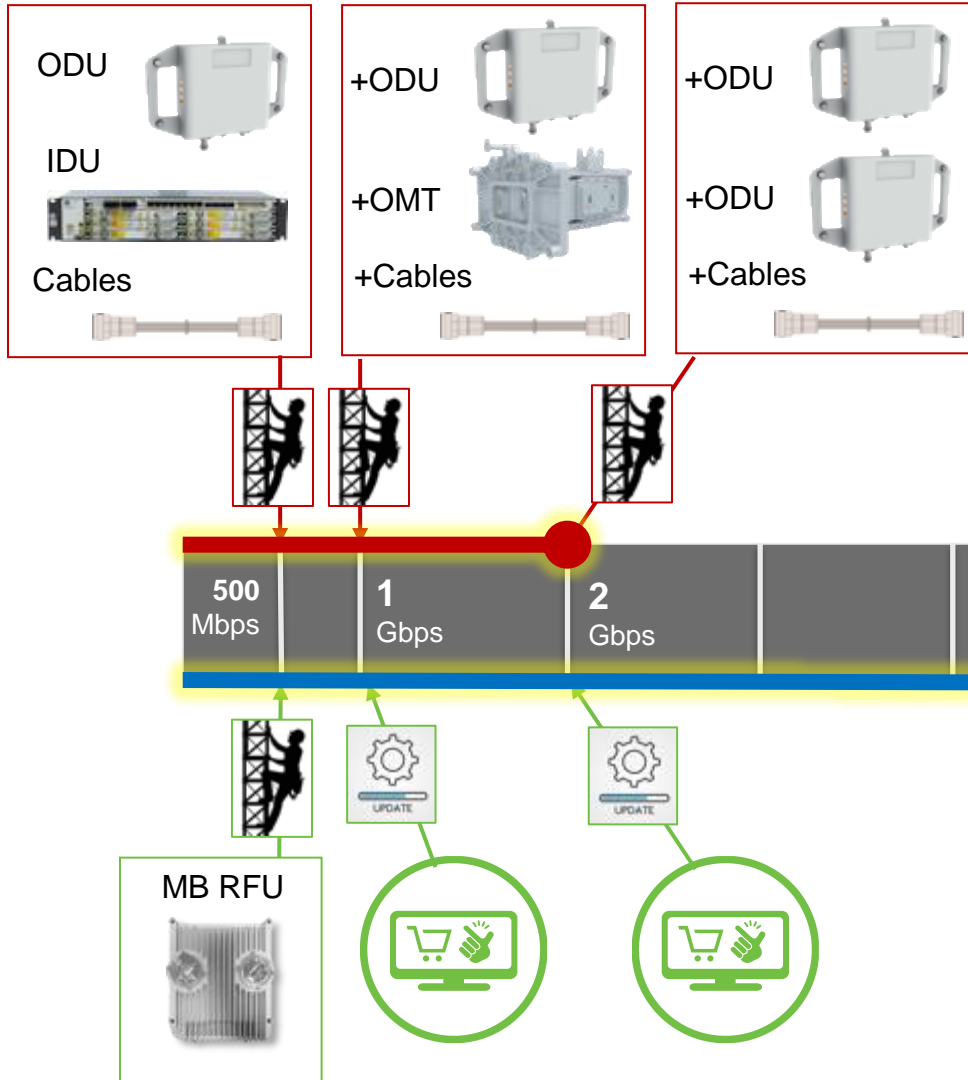 ODU
IDU
Cables
+ODU
+OMT
+Cables
+ODU
+ODU
+Cables
500
Mbps
1
Gbps
2
Gbps
UPDATE
UPDATE
MB RFU